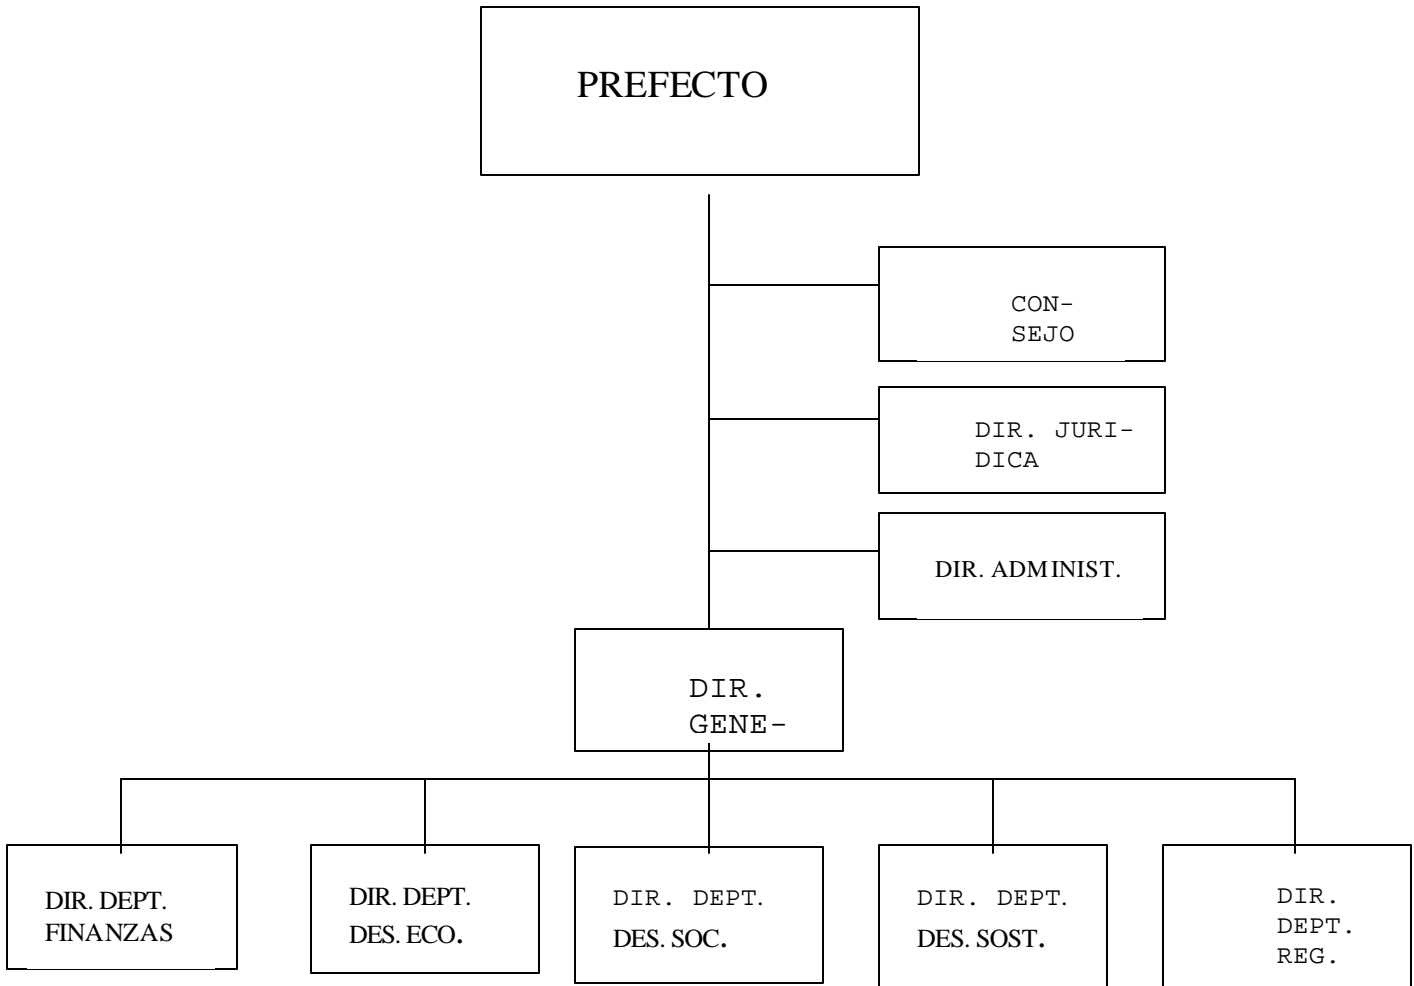 PREFECTO
CON-
SEJO
DIR. JURI-
DICA
DIR. ADMINIST.
DIR.
GENE-
DIR. DEPT.
FINANZAS
DIR. DEPT.
DES. ECO.
DIR. DEPT.
DES. SOC.
DIR. DEPT.
DES. SOST.
DIR.
DEPT.
REG.